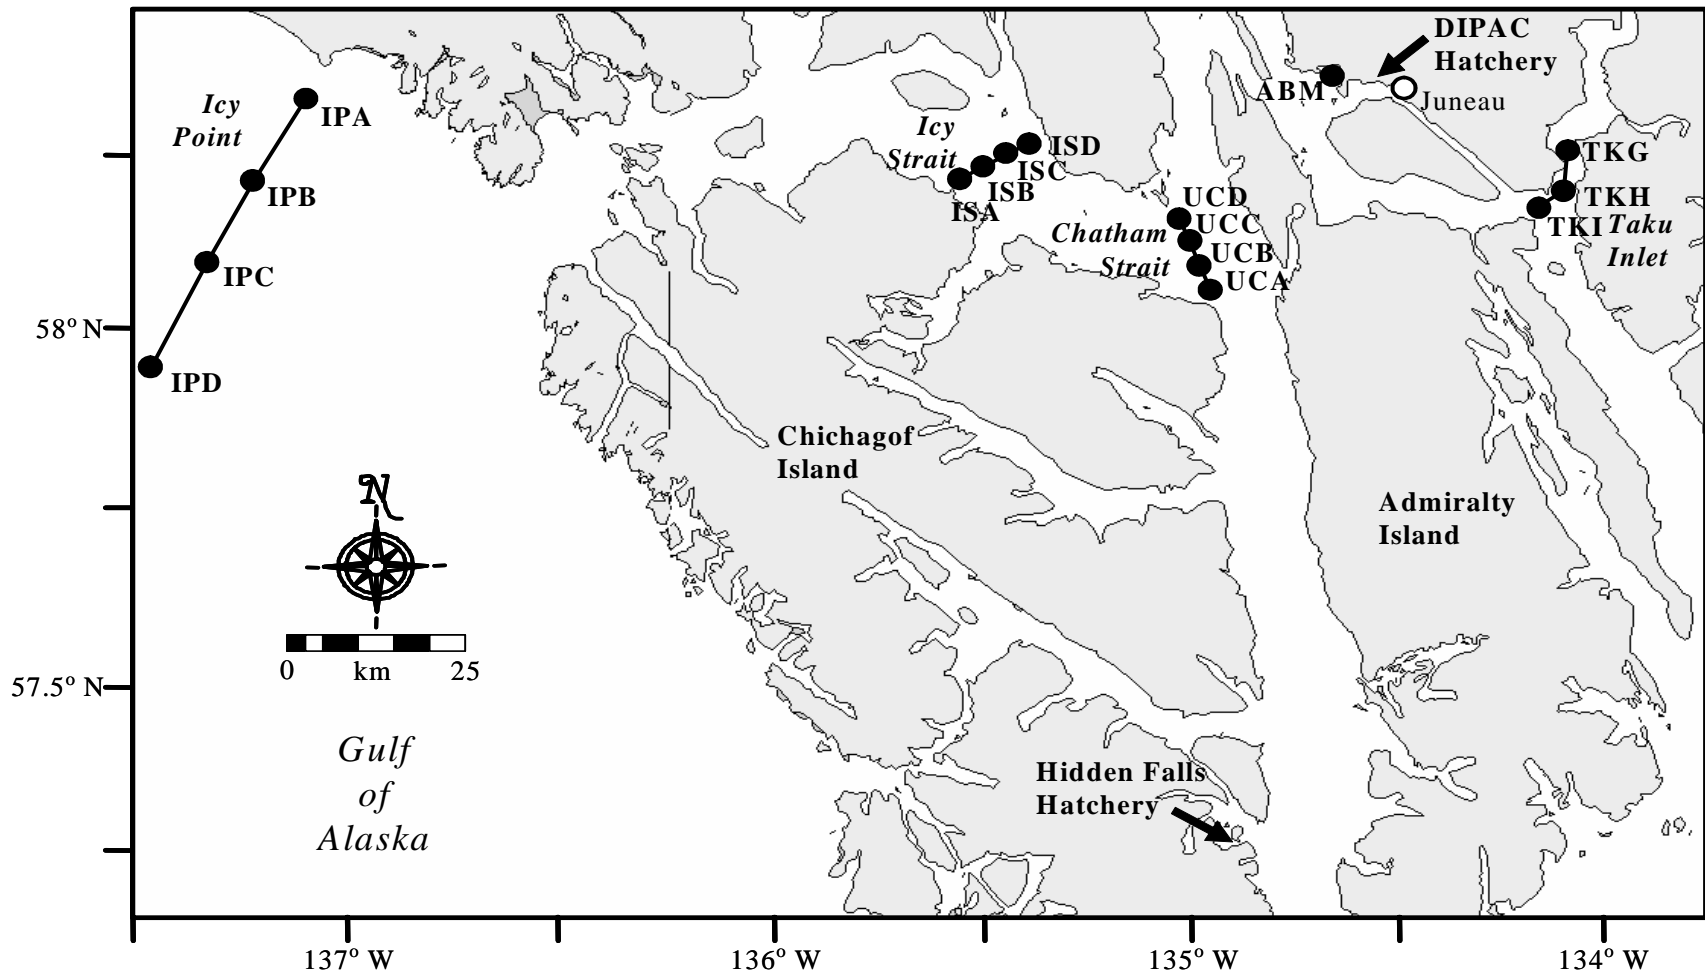 DIPAC
Hatchery
ABM
Juneau
Icy
Point
IPA
IPB
IPC
IPD
Icy
Strait
ISD
ISC
ISB
ISA
UCD
UCC
UCB
UCA
Chatham
Strait
TKG
TKH
TKI
Taku
Inlet
58° N
Chichagof
Island
Admiralty
Island
N
0 km 25
57.5° N
Gulf
of
Alaska
Hidden Falls
Hatchery
137° W 136° W 135° W 134° W